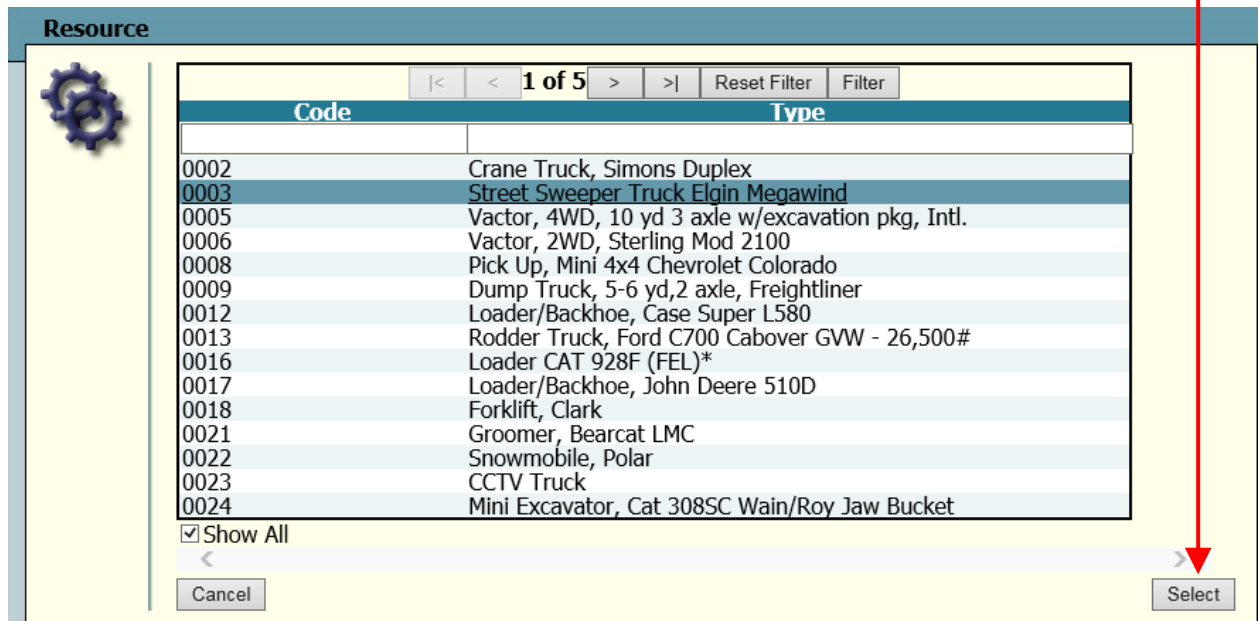 Resource
|< < 1 of 5 > >| Reset Filter Filter
Code Type
0002 Crane Truck, Simons Duplex
0003 Street Sweeper Truck Elgin Megawind
0005 Vactor, 4WD, 10 yd 3 axle w/excavation pkg, Intl.
0006 Vactor, 2WD, Sterling Mod 2100
0008 Pick Up, Mini 4x4 Chevrolet Colorado
0009 Dump Truck, 5-6 yd,2 axle, Freightliner
0012 Loader/Backhoe, Case Super L580
0013 Rodder Truck, Ford C700 Cabover GVW - 26,500#
0016 Loader CAT 928F (FEL)*
0017 Loader/Backhoe, John Deere 510D
0018 Forklift, Clark
0021 Groomer, Bearcat LMC
0022 Snowmobile, Polar
0023 CCTV Truck
0024 Mini Excavator, Cat 308SC Wain/Roy Jaw Bucket
Show All
Cancel Select